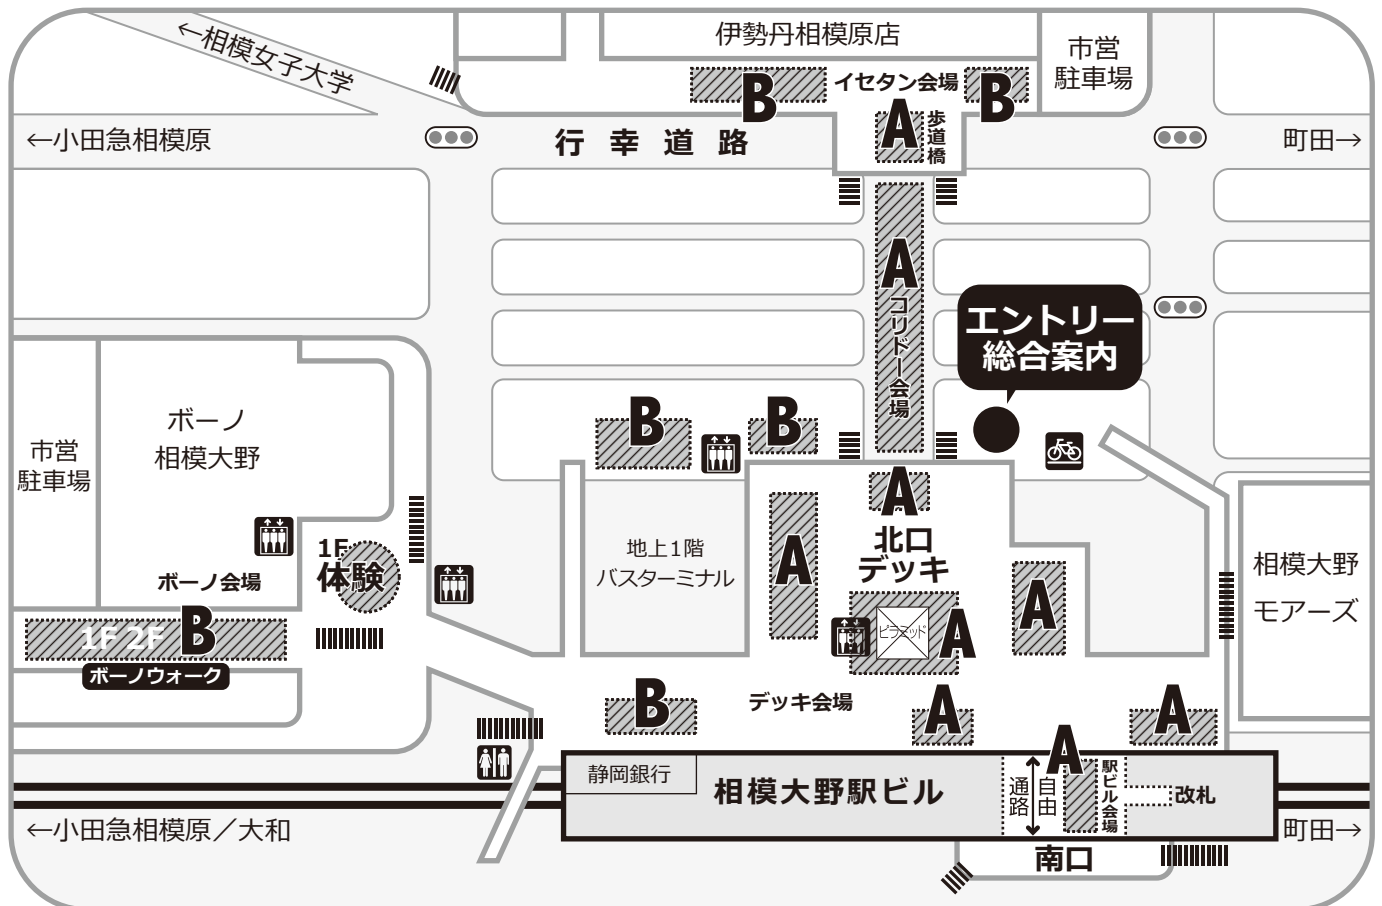 ←相模女子大学
伊勢丹相模原店
市営
駐車場
B
イセタン会場
B
A
歩道橋
←小田急相模原
行幸道路
町田→
A
コリドー会場
エントリー
総合案内
B
B
ボーノ
相模大野
市営
駐車場
A
A
北口
デッキ
地上1階
バスターミナル
A
相模大野
モアーズ
1F
体験
ボーノ会場
1F 2F B
ボーノウォーク
ピラミッド
A
B
デッキ会場
A
A
A
静岡銀行
相模大野駅ビル
自由
通路
駅ビル会場
改札
←小田急相模原／大和
町田→
南口